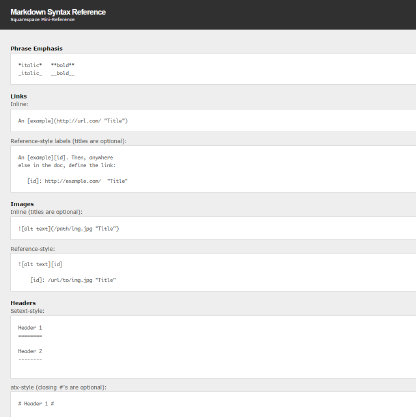 Markdown Syntax Reference
Squarespace Mini-Reference
Phrase Emphasis
*italic*   **bold**
_italic_   __bold__
Links
Inline:
An [example](http://url.com/ "Title")
Reference-style labels (titles are optional):
An [example][id]. Then, anywhere
else in the doc, define the link:
[id]: http://example.com/  "Title"
Images
Inline (titles are optional):
![alt text](/path/img.jpg "Title")
Reference-style:
![alt text][id]
[id]: /url/to/img.jpg "Title"
Headers
Setext-style:
Header 1
========
Header 2
--------
atx-style (closing #'s are optional):
# Header 1 #